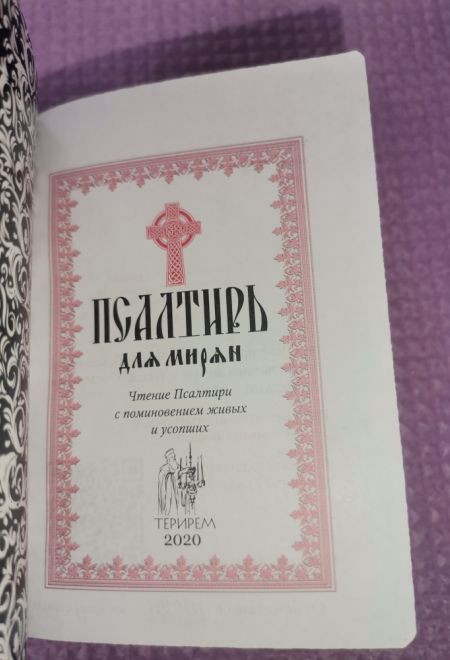 ПСАЛТИРЬ
для мирян
Чтение Псалтири
с поминовением живых
и усопших
ТЕРИРЕМ
2020